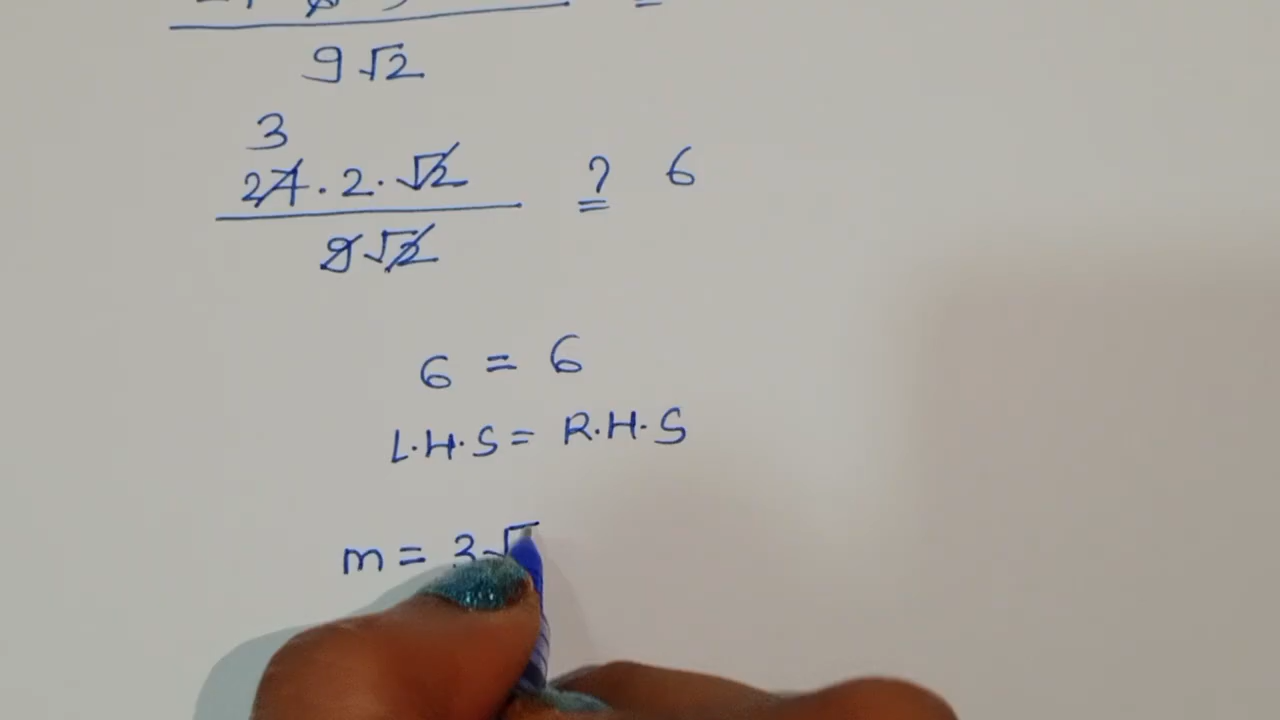 9√2
3
27 . 2 . √2 ≟ 6
9√2
6 = 6
L.H.S = R.H.S
m = 3√